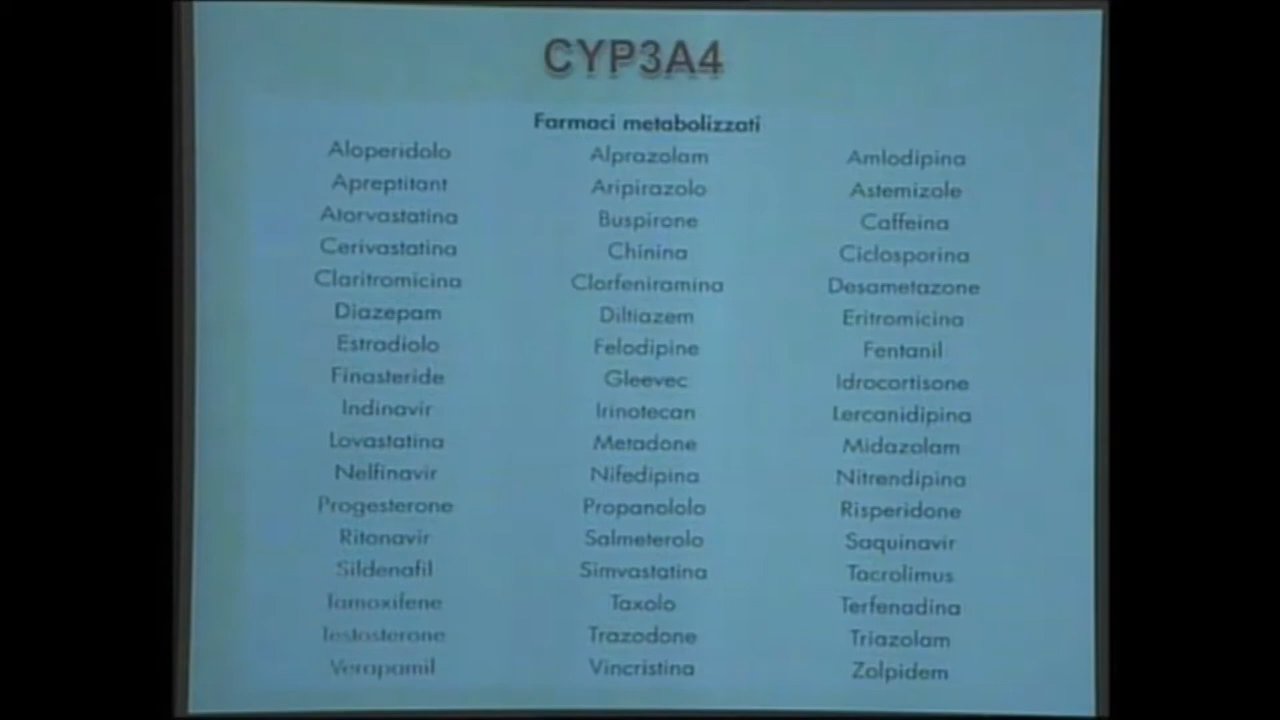 CYP3A4
Farmaci metabolizzati
Aloperidolo Alprazolam Amlodipina
Apreptitant Aripirazolo Astemizole
Atorvastatina Buspirone Caffeina
Cerivastatina Chinina Ciclosporina
Claritromicina Clorfeniramina Desametazone
Diazepam Diltiazem Eritromicina
Estradiolo Felodipine Fentanil
Finasteride Gleevec Idrocortisone
Indinavir Irinotecan Lercanidipina
Lovastatina Metadone Midazolam
Nelfinavir Nifedipina Nitrendipina
Progesterone Propanololo Risperidone
Ritonavir Salmeterolo Saquinavir
Sildenafil Simvastatina Tacrolimus
Tamoxifene Taxolo Terfenadina
Testosterone Trazodone Triazolam
Verapamil Vincristina Zolpidem